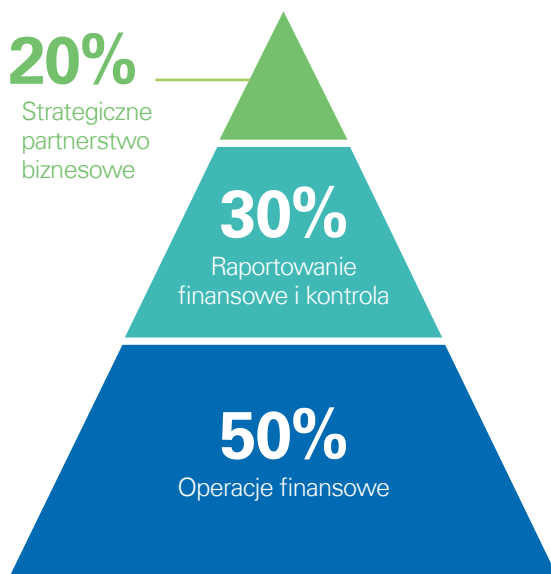 20%
Strategiczne
partnerstwo
biznesowe
30%
Raportowanie
finansowe i kontrola
50%
Operacje finansowe